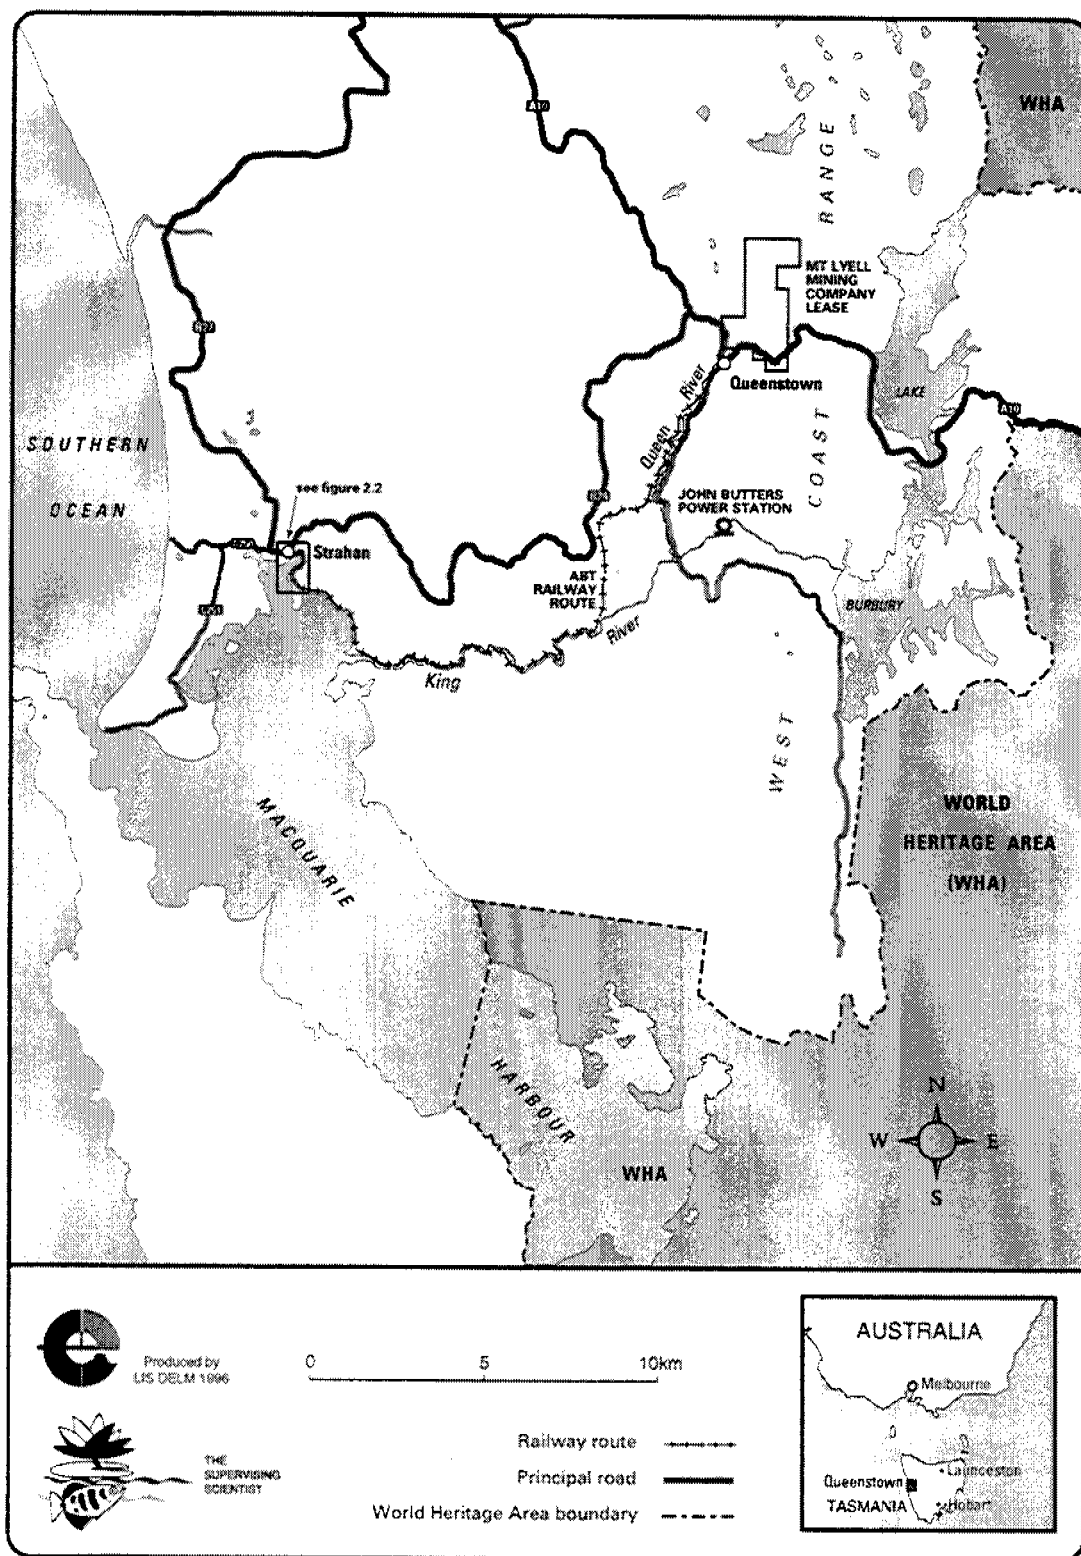 WHA
A10
RANGE
MT LYELL
MINING
COMPANY
LEASE
B27
Queenstown
River
Queen
LAKE
A10
SOUTHERN
OCEAN
COAST
see figure 2.2
JOHN BUTTERS
POWER STATION
Strahan
ABT
RAILWAY
ROUTE
BURBURY
River
King
WEST
MACQUARIE
WORLD
HERITAGE AREA
(WHA)
HARBOUR
WHA
N
W E
S
Produced by
LIS DELM 1996
0 5 10km
THE
SUPERVISING
SCIENTIST
Railway route
Principal road
World Heritage Area boundary
AUSTRALIA
Melbourne
Launceston
Queenstown
TASMANIA
Hobart